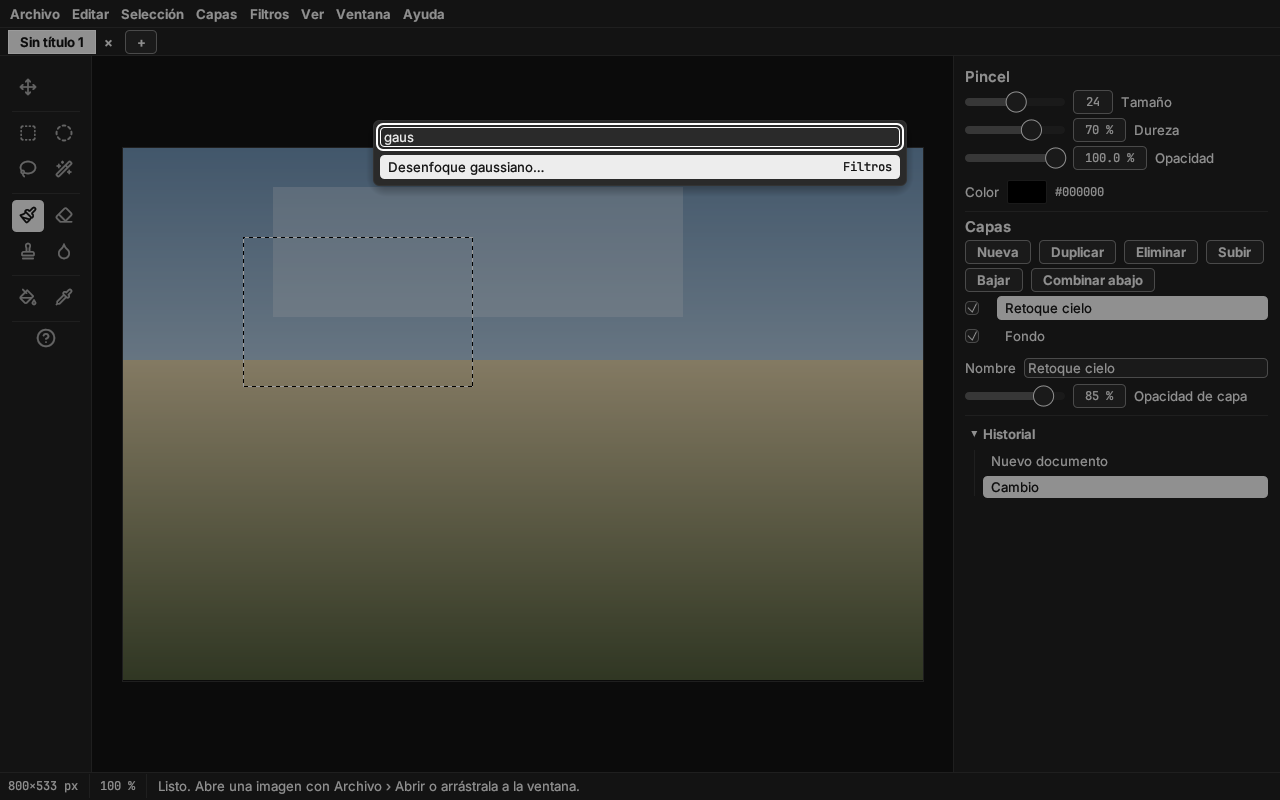 Archivo Editar Selección Capas Filtros Ver Ventana Ayuda
Sin título 1 × +
gaus
Desenfoque gaussiano... Filtros
Pincel
24 Tamaño
70 % Dureza
100.0 % Opacidad
Color #000000
Capas
Nueva Duplicar Eliminar Subir
Bajar Combinar abajo
Retoque cielo
Fondo
Nombre Retoque cielo
85 % Opacidad de capa
Historial
Nuevo documento
Cambio
800×533 px 100 % Listo. Abre una imagen con Archivo › Abrir o arrástrala a la ventana.